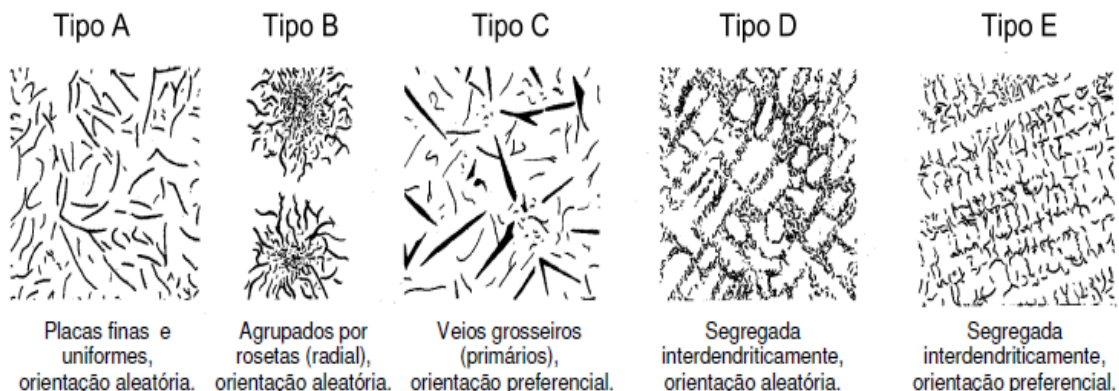 Tipo A
Tipo B
Tipo C
Tipo D
Tipo E
Placas finas e
uniformes,
orientação aleatória.
Agrupados por
rosetas (radial),
orientação aleatória.
Veios grosseiros
(primários),
orientação preferencial.
Segregada
interdendriticamente,
orientação aleatória.
Segregada
interdendriticamente,
orientação preferencial.